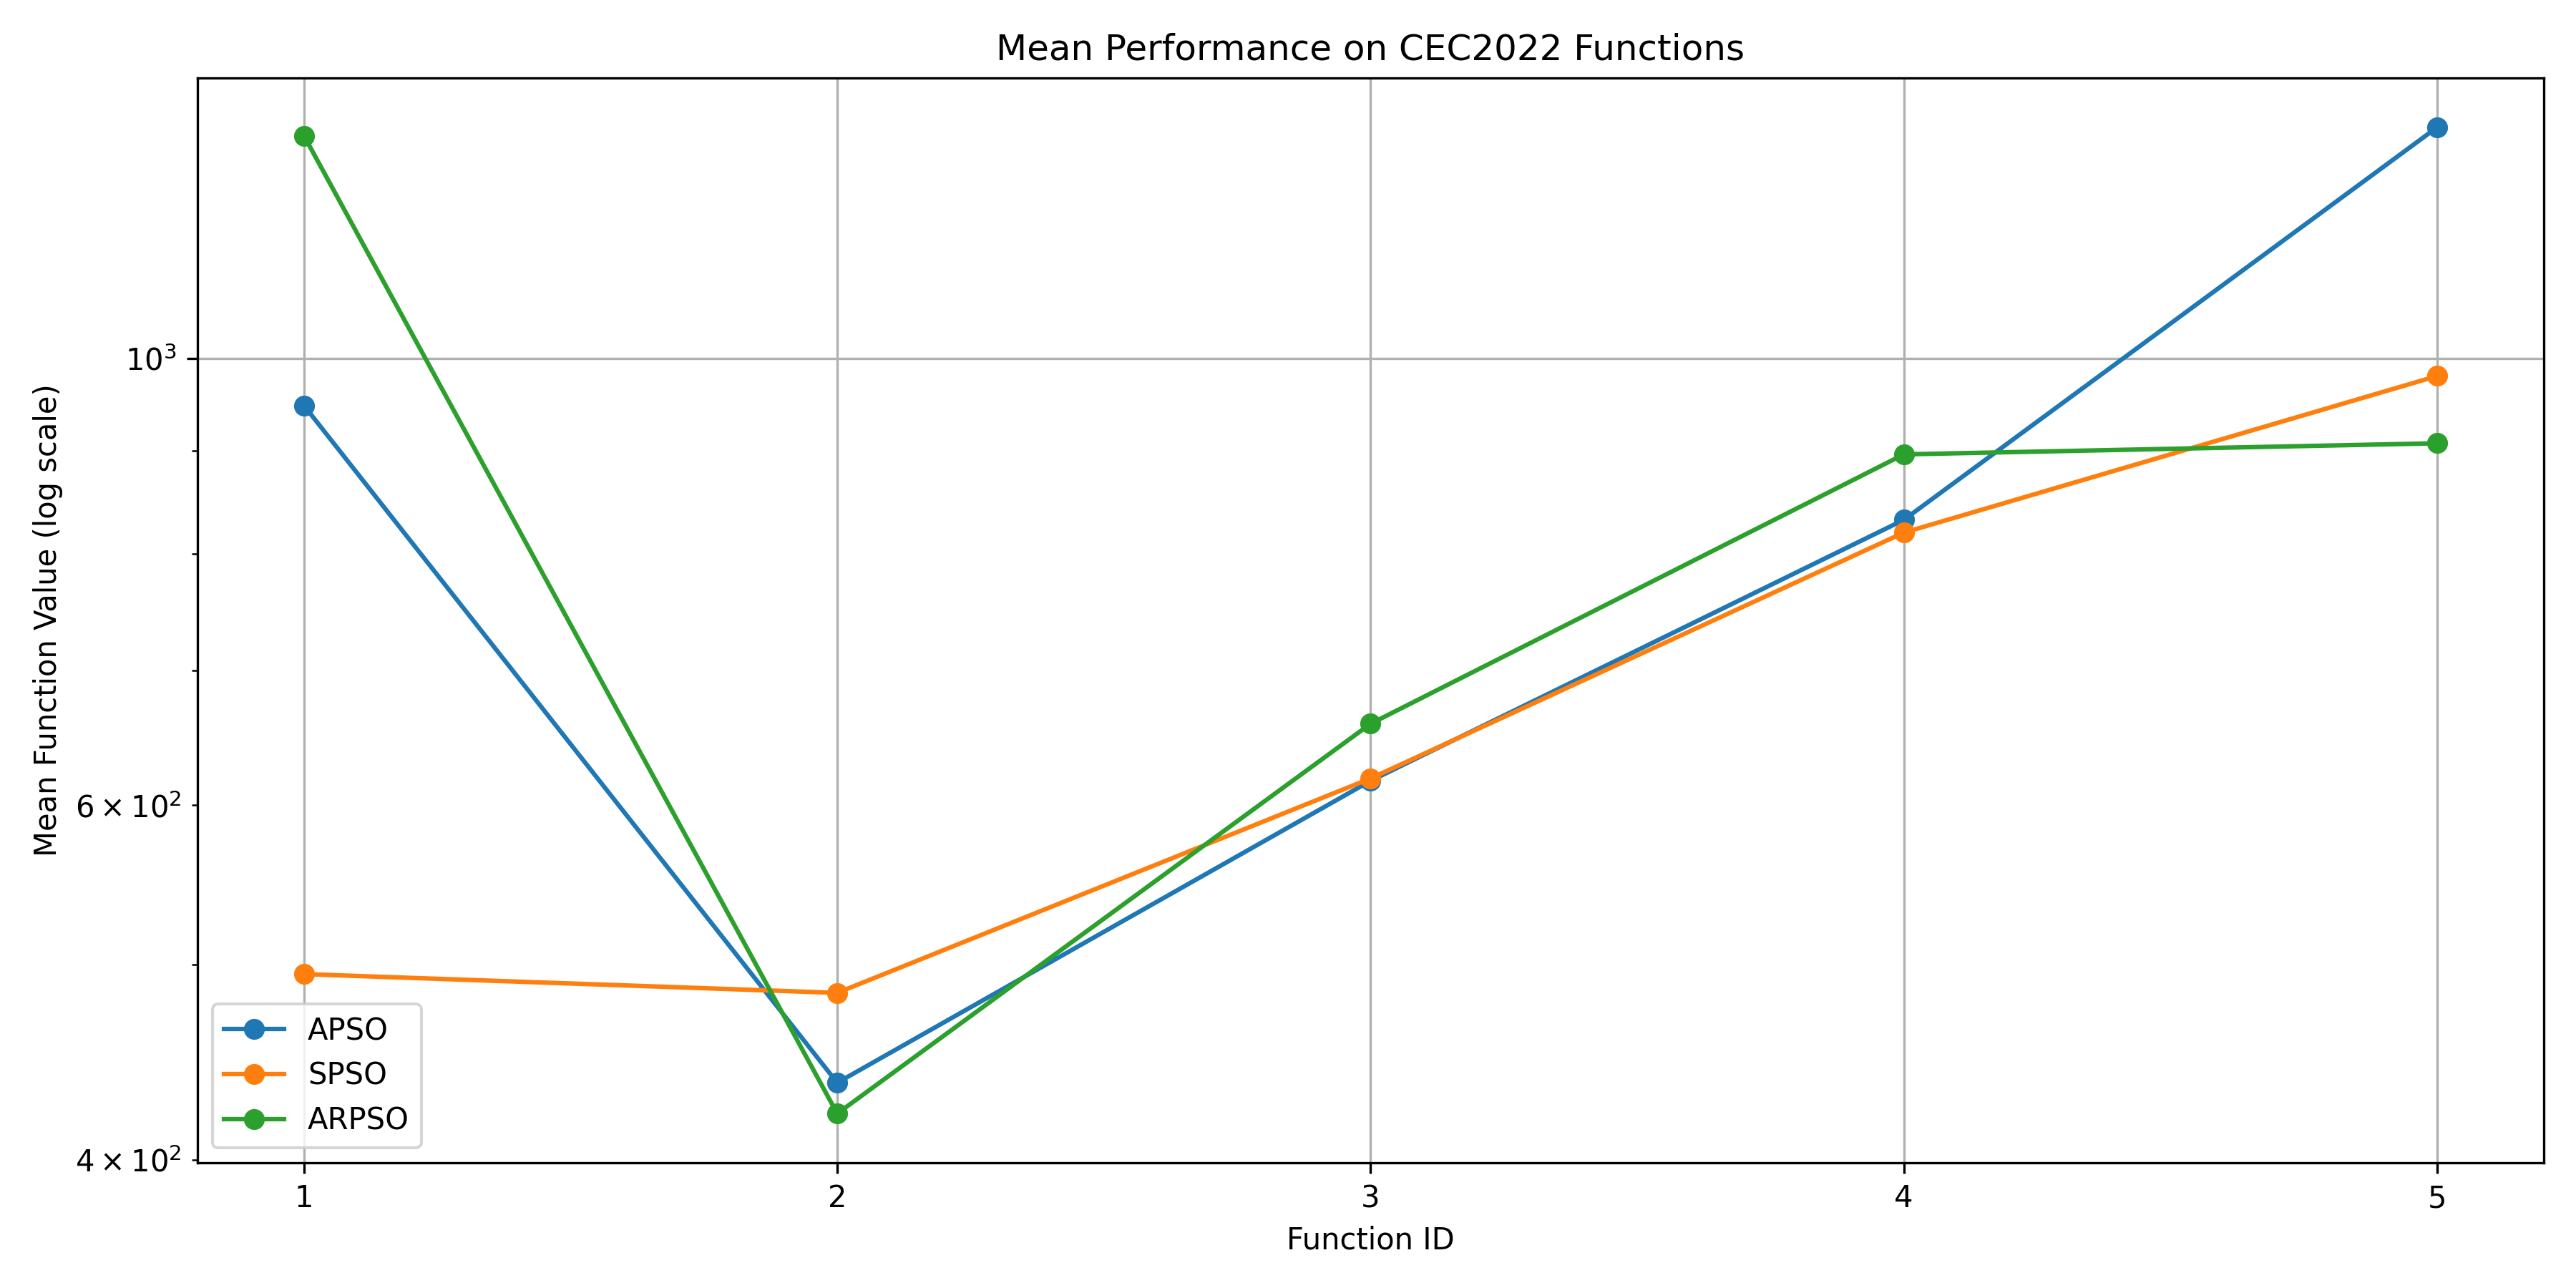 Mean Performance on CEC2022 Functions
Mean Function Value (log scale)
10³
6 × 10²
4 × 10²
APSO
SPSO
ARPSO
1 2 3 4 5
Function ID